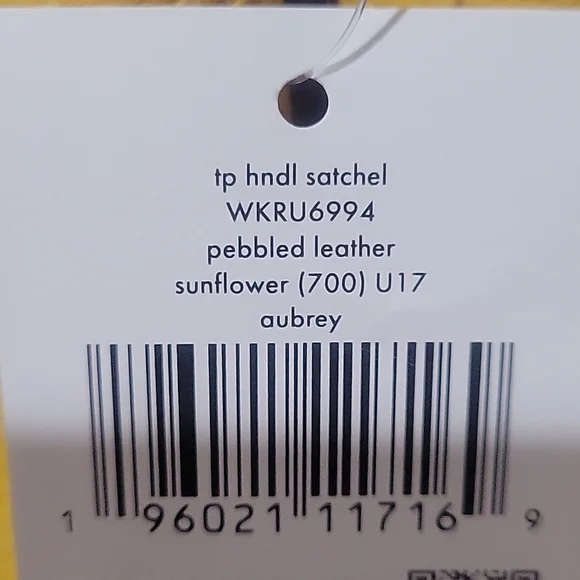 tp hndl satchel
WKRU6994
pebbled leather
sunflower (700) U17
aubrey
1 96021 11716 9